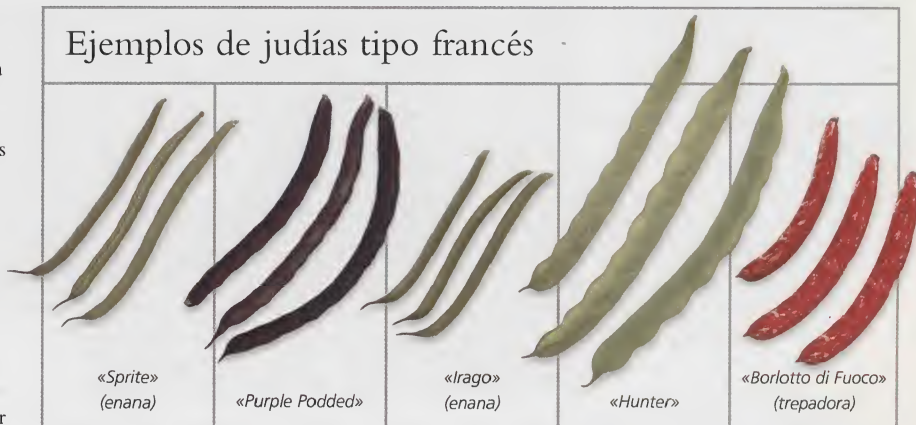 Ejemplos de judías tipo francés
«Sprite»
(enana)
«Purple Podded»
«Irago»
(enana)
«Hunter»
«Borlotto di Fuoco»
(trepadora)